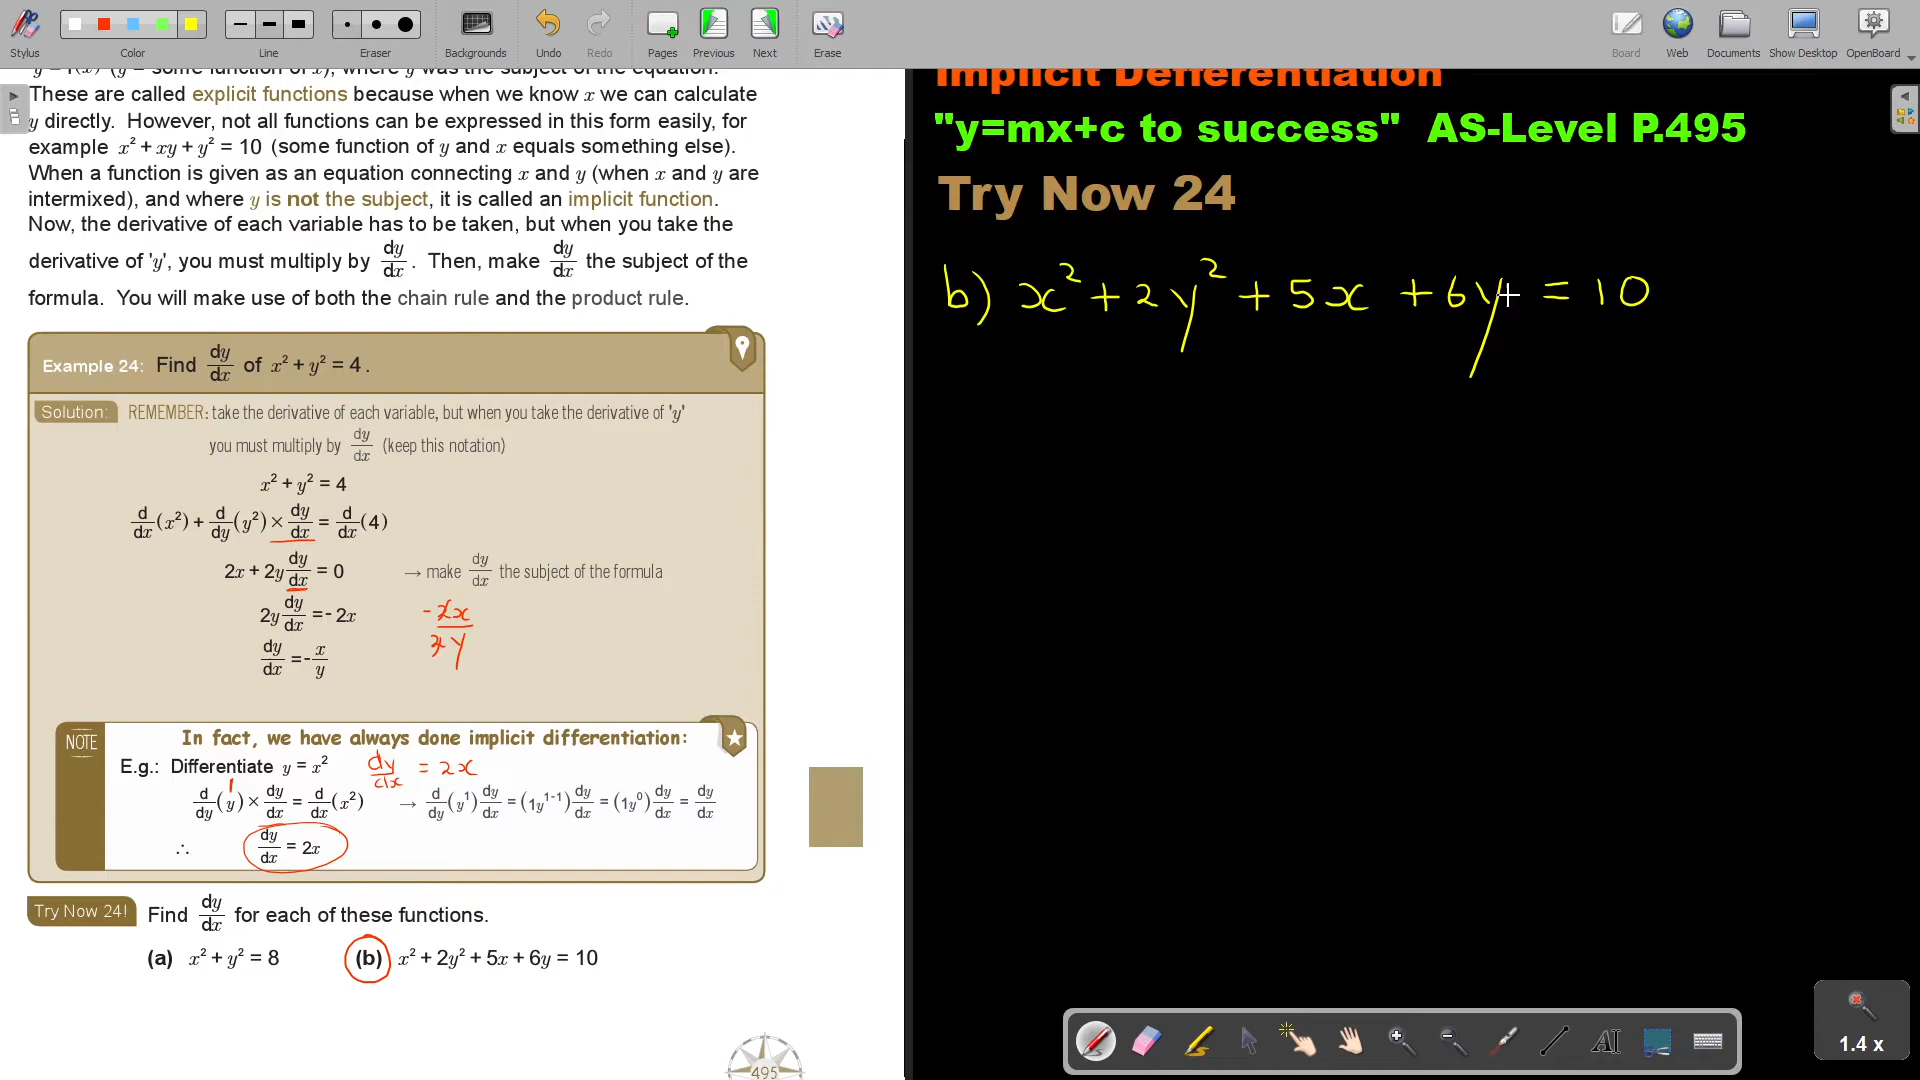 Stylus Color Line Eraser Backgrounds Undo Redo Pages Previous Next Erase Board Web Documents Show Desktop OpenBoard
y = f(x) (y = some function of x), where y was the subject of the equation.
These are called explicit functions because when we know x we can calculate
y directly. However, not all functions can be expressed in this form easily, for
example x² + xy + y² = 10 (some function of y and x equals something else).
When a function is given as an equation connecting x and y (when x and y are
intermixed), and where y is not the subject, it is called an implicit function.
Now, the derivative of each variable has to be taken, but when you take the
derivative of 'y', you must multiply by dy/dx. Then, make dy/dx the subject of the
formula. You will make use of both the chain rule and the product rule.
Example 24: Find dy/dx of x² + y² = 4.
Solution: REMEMBER: take the derivative of each variable, but when you take the derivative of 'y'
you must multiply by dy/dx (keep this notation)
x² + y² = 4
d/dx(x²) + d/dy(y²) × dy/dx = d/dx(4)
2x + 2y dy/dx = 0 → make dy/dx the subject of the formula
2y dy/dx = - 2x
-2x/2y
dy/dx = - x/y
NOTE In fact, we have always done implicit differentiation:
E.g.: Differentiate y = x² dy/dx = 2x
d/dy(y) × dy/dx = d/dx(x²) → d/dy(y¹) dy/dx = (1y¹⁻¹) dy/dx = (1y⁰) dy/dx = dy/dx
∴ dy/dx = 2x
Try Now 24! Find dy/dx for each of these functions.
(a) x² + y² = 8 (b) x² + 2y² + 5x + 6y = 10
495
Implicit Defferentiation
"y=mx+c to success" AS-Level P.495
Try Now 24
b) x² + 2y² + 5x + 6y = 10
1.4 x